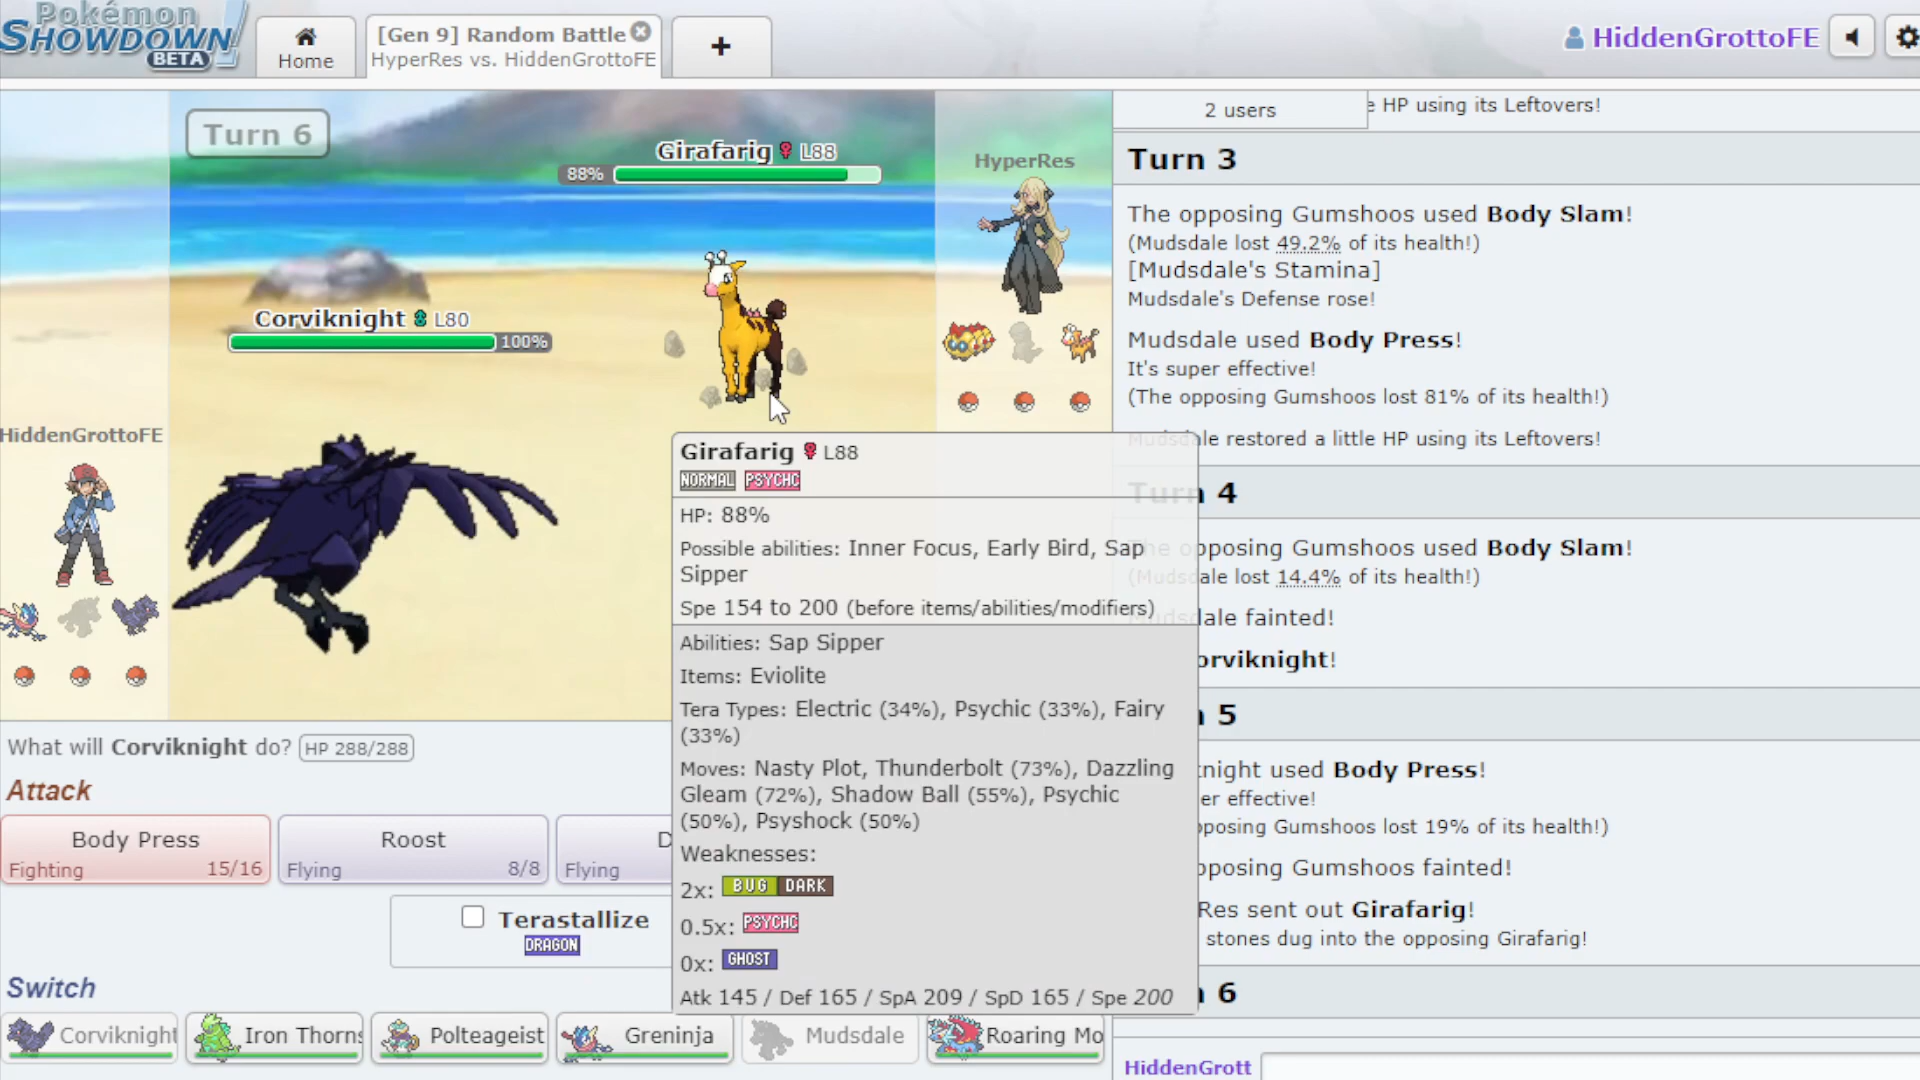 Pokémon
SHOWDOWN
BETA
Home
[Gen 9] Random Battle
HyperRes vs. HiddenGrottoFE
+
HiddenGrottoFE
Turn 6
Girafarig L88
88%
Corviknight L80
100%
HyperRes
HiddenGrottoFE
2 users
e HP using its Leftovers!
Turn 3
The opposing Gumshoos used Body Slam!
(Mudsdale lost 49.2% of its health!)
[Mudsdale's Stamina]
Mudsdale's Defense rose!
Mudsdale used Body Press!
It's super effective!
(The opposing Gumshoos lost 81% of its health!)
Mudsdale restored a little HP using its Leftovers!
Turn 4
The opposing Gumshoos used Body Slam!
(Mudsdale lost 14.4% of its health!)
Mudsdale fainted!
orviknight!
5
night used Body Press!
er effective!
pposing Gumshoos lost 19% of its health!)
pposing Gumshoos fainted!
Res sent out Girafarig!
stones dug into the opposing Girafarig!
6
Girafarig L88
NORMAL PSYCHC
HP: 88%
Possible abilities: Inner Focus, Early Bird, Sap
Sipper
Spe 154 to 200 (before items/abilities/modifiers)
Abilities: Sap Sipper
Items: Eviolite
Tera Types: Electric (34%), Psychic (33%), Fairy
(33%)
Moves: Nasty Plot, Thunderbolt (73%), Dazzling
Gleam (72%), Shadow Ball (55%), Psychic
(50%), Psyshock (50%)
Weaknesses:
2x: BUG DARK
0.5x: PSYCHC
0x: GHOST
Atk 145 / Def 165 / SpA 209 / SpD 165 / Spe 200
What will Corviknight do? HP 288/288
Attack
Body Press
Fighting 15/16
Roost
Flying 8/8
D
Flying
Terastallize
DRAGON
Switch
Corviknight
Iron Thorns
Polteageist
Greninja
Mudsdale
Roaring Mo
HiddenGrott